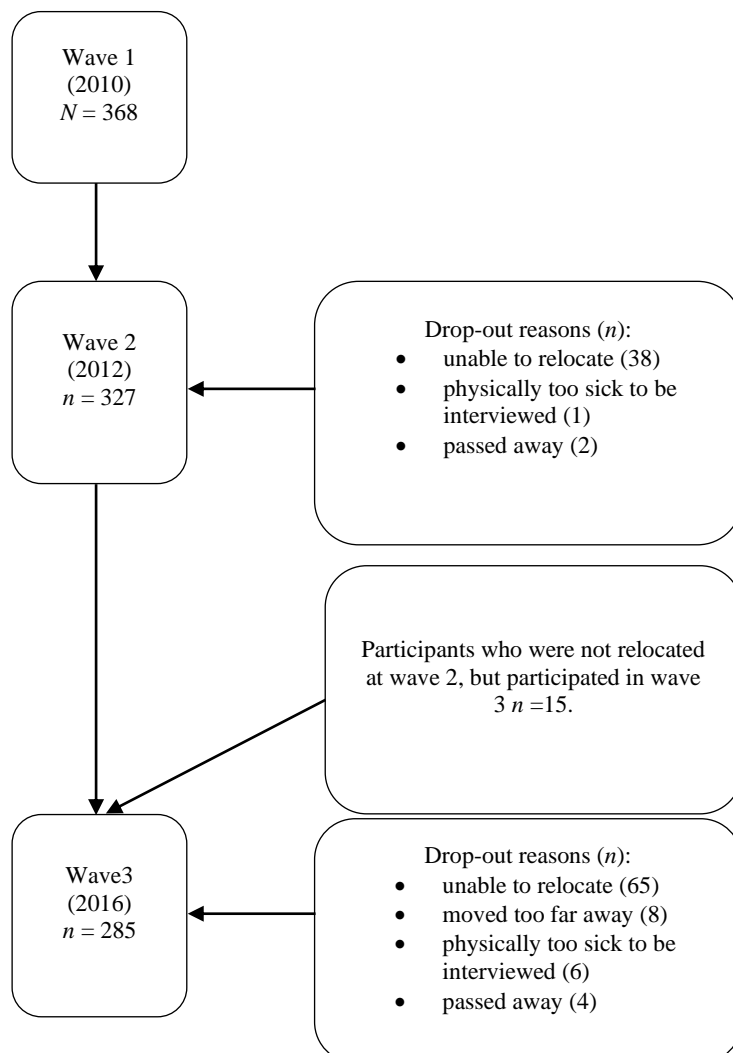 Wave 1
(2010)
N = 368
Wave 2
(2012)
n = 327
Drop-out reasons (n):
• unable to relocate (38)
• physically too sick to be
interviewed (1)
• passed away (2)
Participants who were not relocated
at wave 2, but participated in wave
3 n =15.
Wave3
(2016)
n = 285
Drop-out reasons (n):
• unable to relocate (65)
• moved too far away (8)
• physically too sick to be
interviewed (6)
• passed away (4)